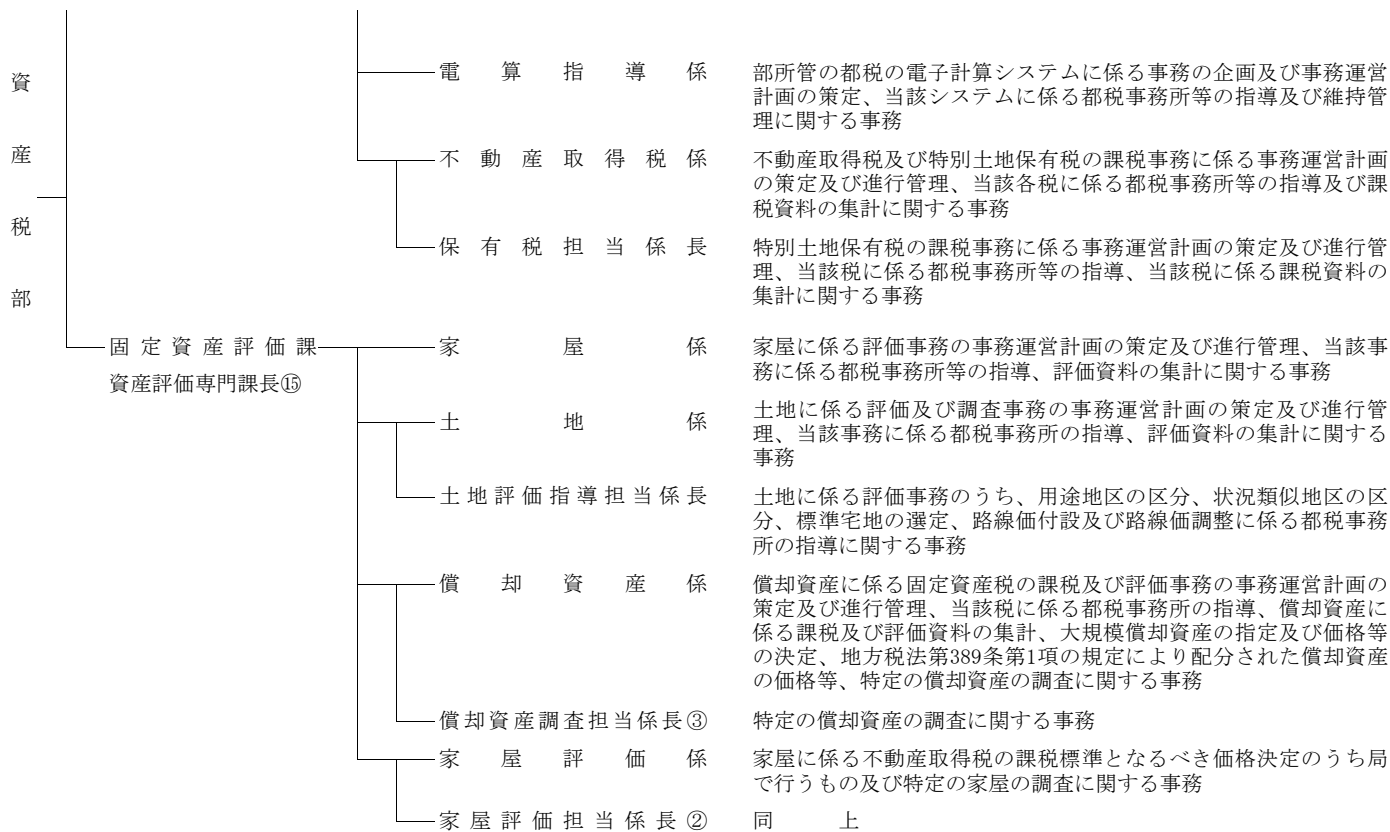 資産税部
電算指導係
部所管の都税の電子計算システムに係る事務の企画及び事務運営
計画の策定、当該システムに係る都税事務所等の指導及び維持管
理に関する事務
不動産取得税係
不動産取得税及び特別土地保有税の課税事務に係る事務運営計画
の策定及び進行管理、当該各税に係る都税事務所等の指導及び課
税資料の集計に関する事務
保有税担当係長
特別土地保有税の課税事務に係る事務運営計画の策定及び進行管
理、当該税に係る都税事務所等の指導、当該税に係る課税資料の
集計に関する事務
固定資産評価課
資産評価専門課長⑮
家屋係
家屋に係る評価事務の事務運営計画の策定及び進行管理、当該事
務に係る都税事務所等の指導、評価資料の集計に関する事務
土地係
土地に係る評価及び調査事務の事務運営計画の策定及び進行管
理、当該事務に係る都税事務所の指導、評価資料の集計に関する
事務
土地評価指導担当係長
土地に係る評価事務のうち、用途地区の区分、状況類似地区の区
分、標準宅地の選定、路線価付設及び路線価調整に係る都税事務
所の指導に関する事務
償却資産係
償却資産に係る固定資産税の課税及び評価事務の事務運営計画の
策定及び進行管理、当該税に係る都税事務所の指導、償却資産に
係る課税及び評価資料の集計、大規模償却資産の指定及び価格等
の決定、地方税法第389条第1項の規定により配分された償却資産
の価格等、特定の償却資産の調査に関する事務
償却資産調査担当係長③
特定の償却資産の調査に関する事務
家屋評価係
家屋に係る不動産取得税の課税標準となるべき価格決定のうち局
で行うもの及び特定の家屋の調査に関する事務
家屋評価担当係長②
同上